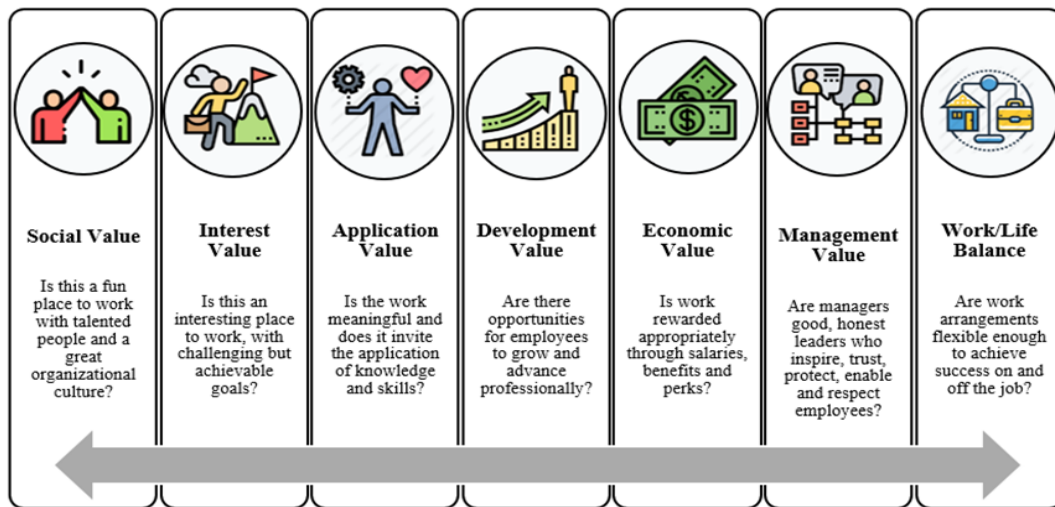 Social Value
Is this a fun
place to work
with talented
people and a
great
organizational
culture?
Interest
Value
Is this an
interesting place
to work, with
challenging but
achievable
goals?
Application
Value
Is the work
meaningful and
does it invite
the application
of knowledge
and skills?
Development
Value
Are there
opportunities
for employees
to grow and
advance
professionally?
Economic
Value
Is work
rewarded
appropriately
through salaries,
benefits and
perks?
Management
Value
Are managers
good, honest
leaders who
inspire, trust,
protect, enable
and respect
employees?
Work/Life
Balance
Are work
arrangements
flexible enough
to achieve
success on and
off the job?